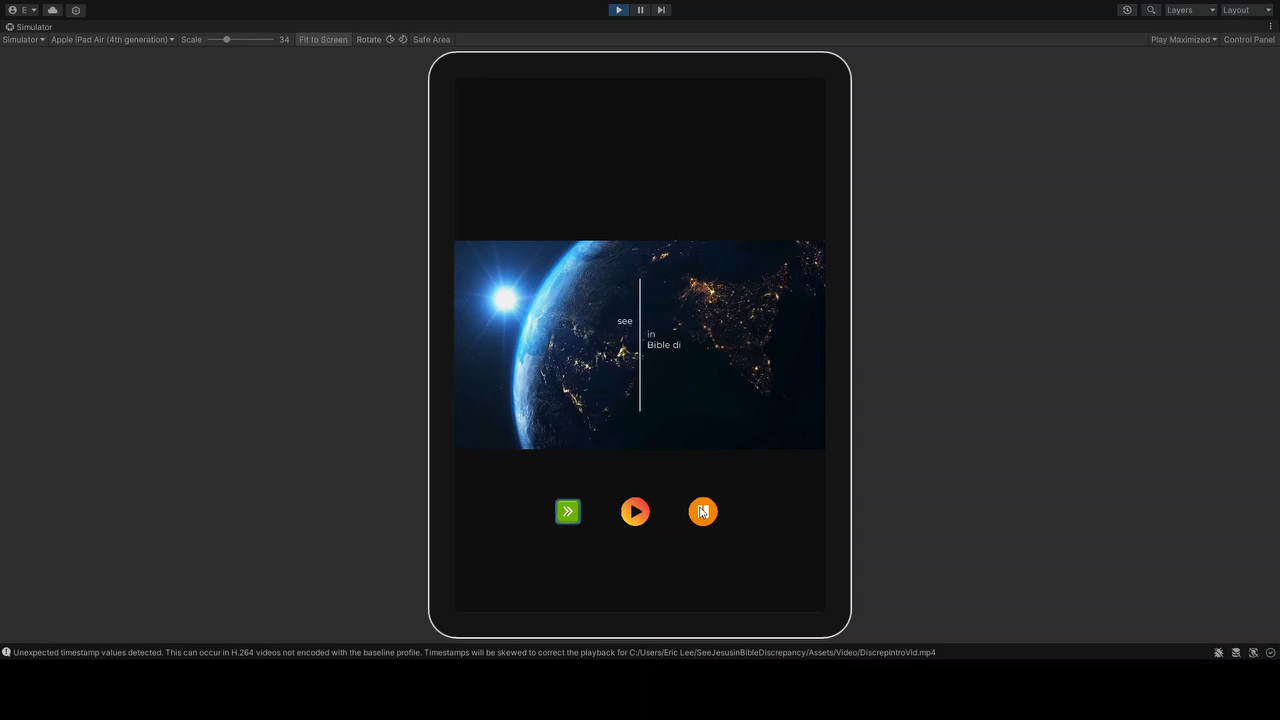 E
Layers
Layout
Simulator
Simulator
Apple iPad Air (4th generation)
Scale
34
Fit to Screen
Rotate
Safe Area
Play Maximized
Control Panel
see
in
Bible di
Unexpected timestamp values detected. This can occur in H.264 videos not encoded with the baseline profile. Timestamps will be skewed to correct the playback for C:/Users/Eric Lee/SeeJesusinBibleDiscrepancy/Assets/Video/DiscrepIntroVid.mp4